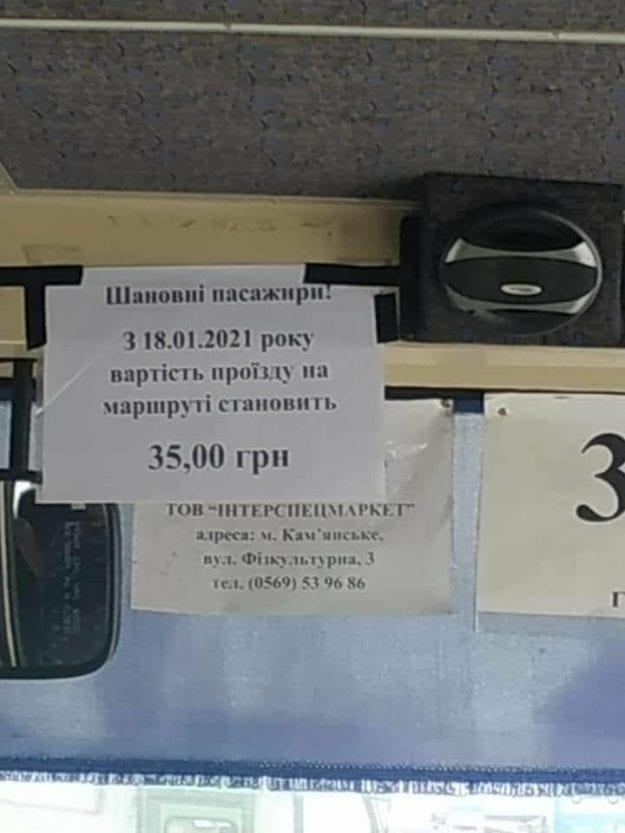 Шановні пасажири!
З 18.01.2021 року
вартість проїзду на
маршруті становить
35,00 грн
ТОВ "ІНТЕРСПЕЦМАРКЕТ"
адреса: м. Кам'янське,
вул. Фізкультурна, 3
тел. (0569) 53 96 86